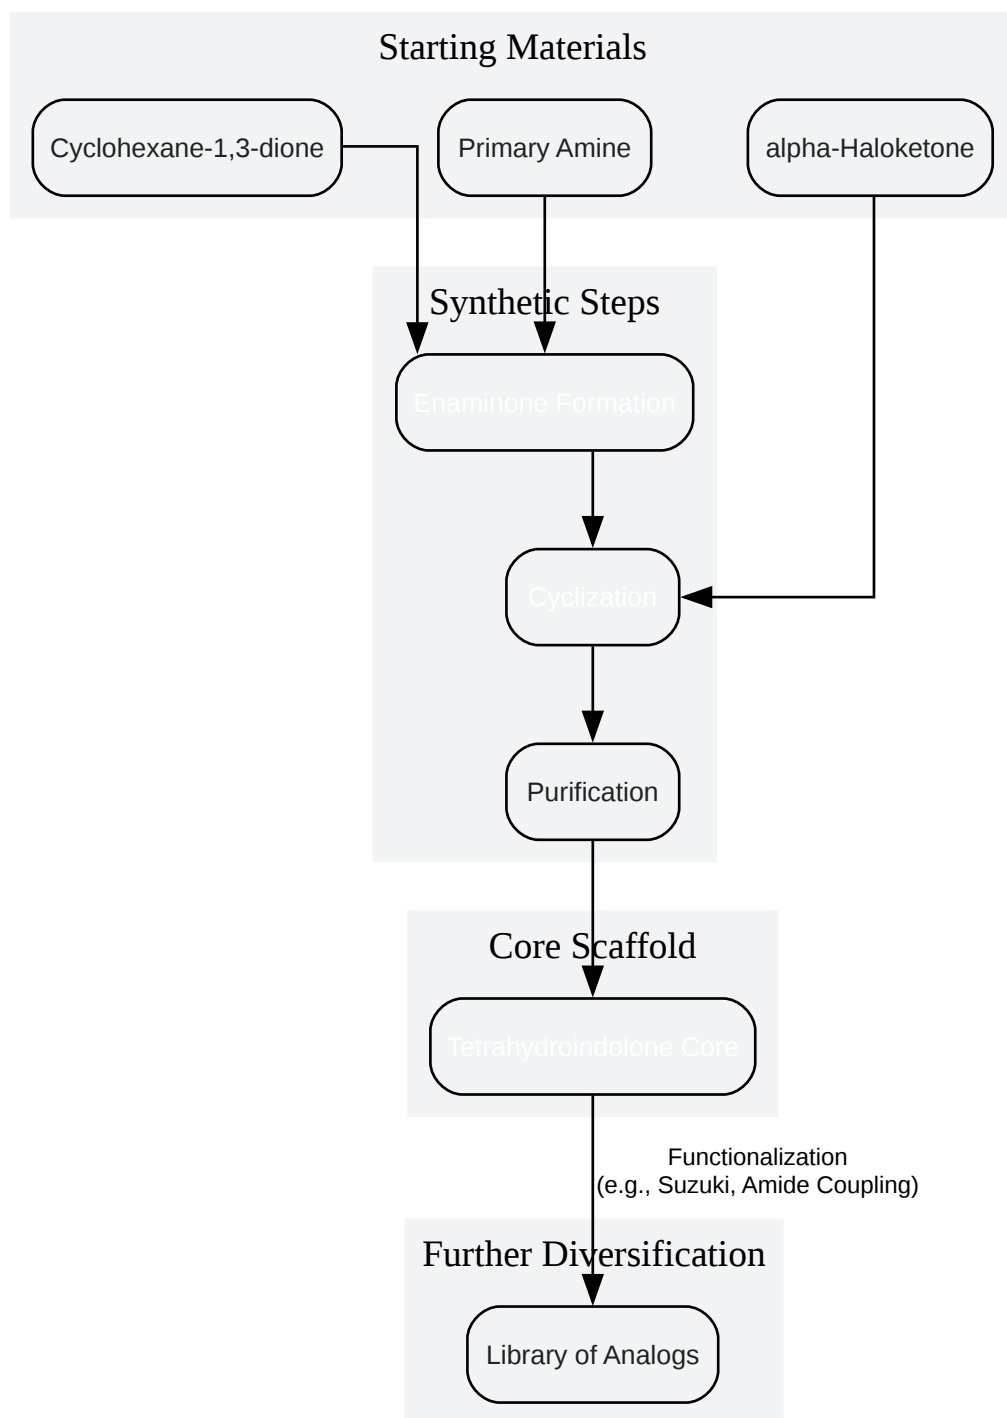 Starting Materials
Cyclohexane-1,3-dione
Primary Amine
alpha-Haloketone
Synthetic Steps
Enaminone Formation
Cyclization
Purification
Core Scaffold
Tetrahydroindolone Core
Functionalization
(e.g., Suzuki, Amide Coupling)
Further Diversification
Library of Analogs